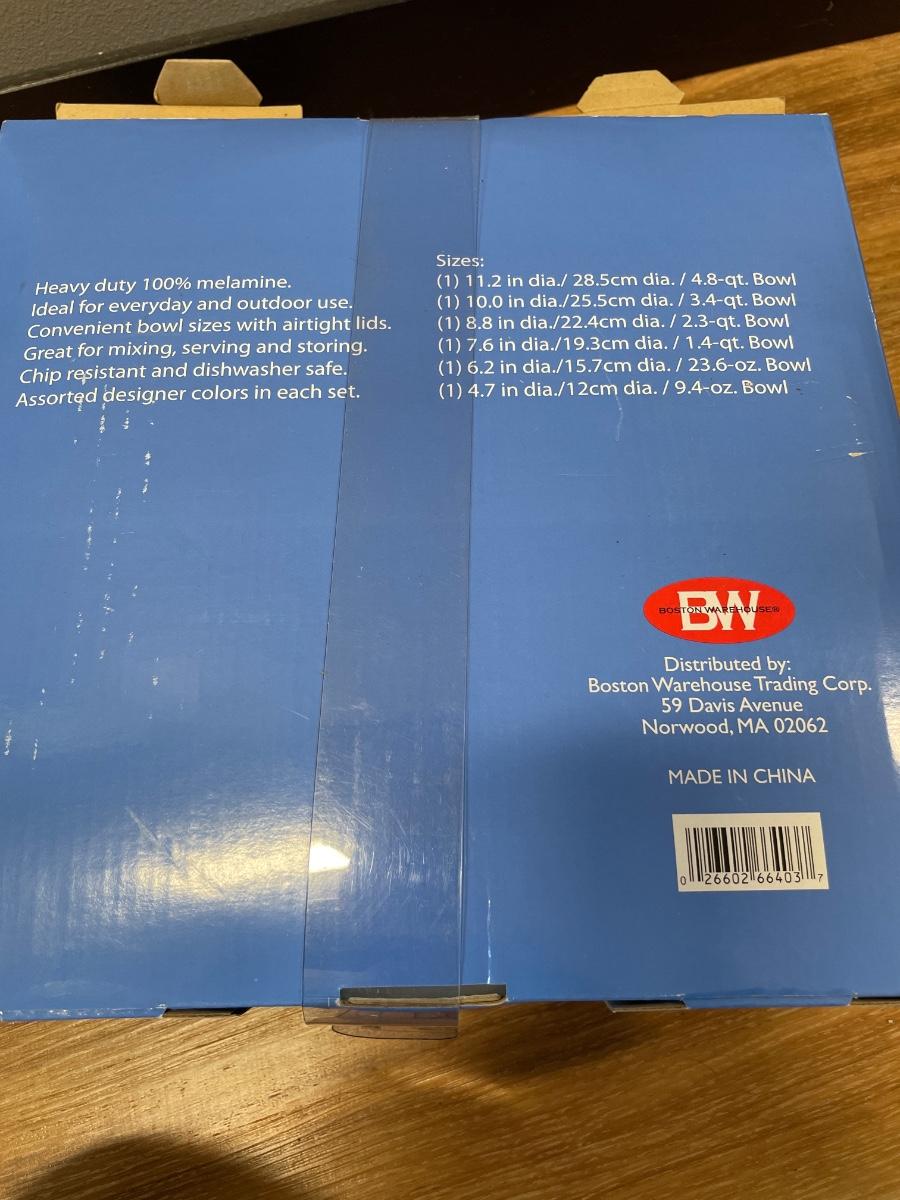 Heavy duty 100% melamine.
Ideal for everyday and outdoor use.
Convenient bowl sizes with airtight lids.
Great for mixing, serving and storing.
Chip resistant and dishwasher safe.
Assorted designer colors in each set.
Sizes:
(1) 11.2 in dia./ 28.5cm dia. / 4.8-qt. Bowl
(1) 10.0 in dia./25.5cm dia. / 3.4-qt. Bowl
(1) 8.8 in dia./22.4cm dia. / 2.3-qt. Bowl
(1) 7.6 in dia./19.3cm dia. / 1.4-qt. Bowl
(1) 6.2 in dia./15.7cm dia. / 23.6-oz. Bowl
(1) 4.7 in dia./12cm dia. / 9.4-oz. Bowl
BW
BOSTON WAREHOUSE®
Distributed by:
Boston Warehouse Trading Corp.
59 Davis Avenue
Norwood, MA 02062
MADE IN CHINA
0 26602 66403 7